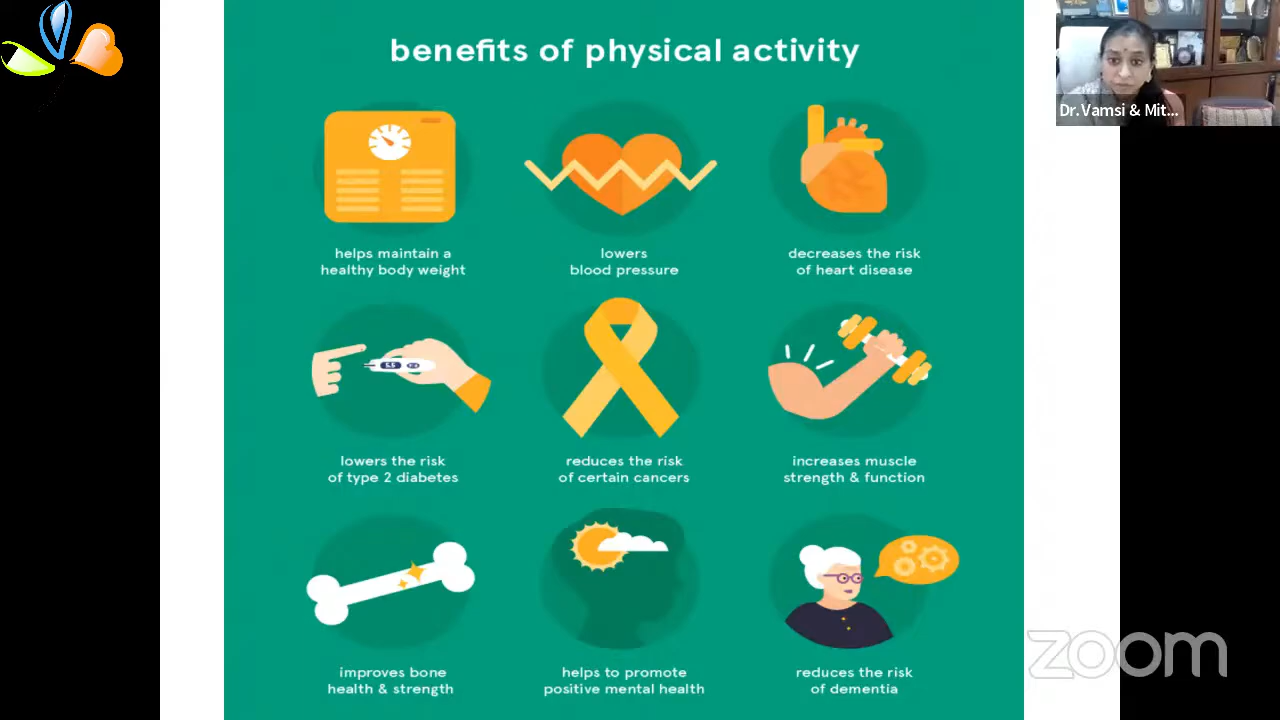 benefits of physical activity
Dr.Vamsi & Mit...
helps maintain a
healthy body weight
lowers
blood pressure
decreases the risk
of heart disease
5.5
lowers the risk
of type 2 diabetes
reduces the risk
of certain cancers
increases muscle
strength & function
improves bone
health & strength
helps to promote
positive mental health
reduces the risk
of dementia
zoom